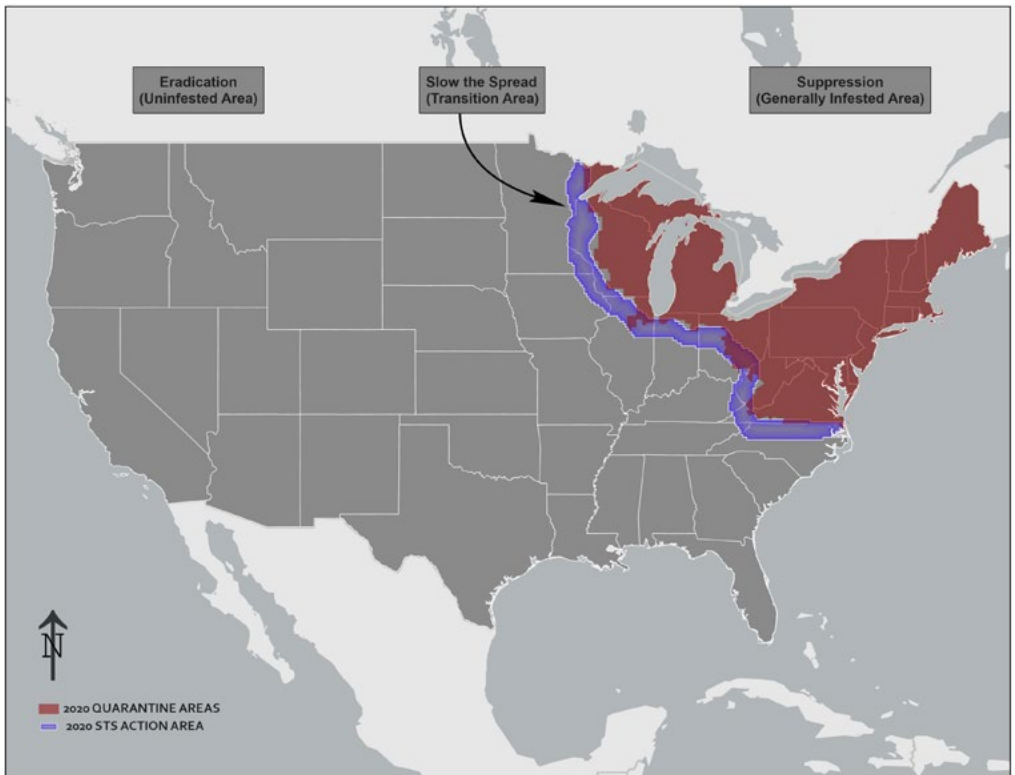 Eradication
(Uninfested Area)
Slow the Spread
(Transition Area)
Suppression
(Generally Infested Area)
N
2020 QUARANTINE AREAS
2020 STS ACTION AREA